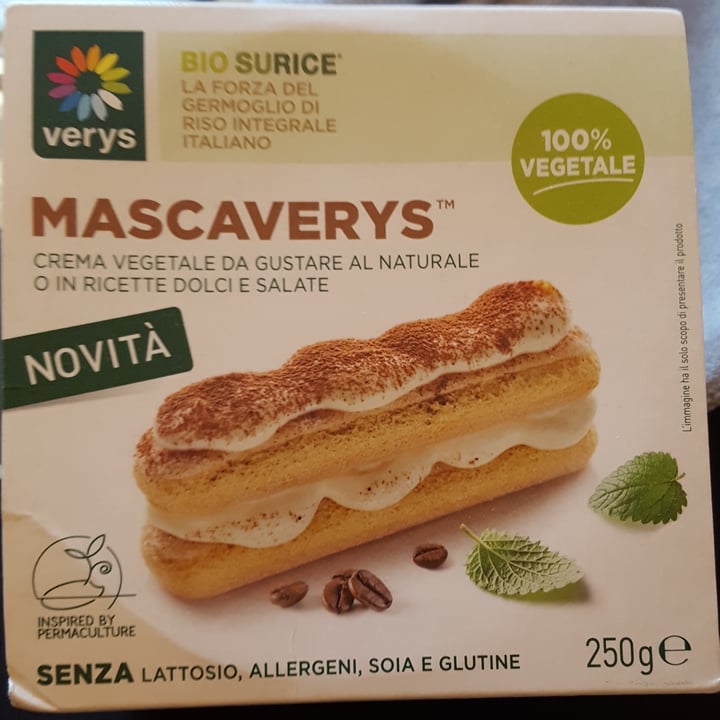 verys
BIO SURICE®
LA FORZA DEL
GERMOGLIO DI
RISO INTEGRALE
ITALIANO
100%
VEGETALE
MASCAVERYS™
CREMA VEGETALE DA GUSTARE AL NATURALE
O IN RICETTE DOLCI E SALATE
NOVITÀ
L'immagine ha il solo scopo di presentare il prodotto
INSPIRED BY
PERMACULTURE
SENZA LATTOSIO, ALLERGENI, SOIA E GLUTINE
250g e